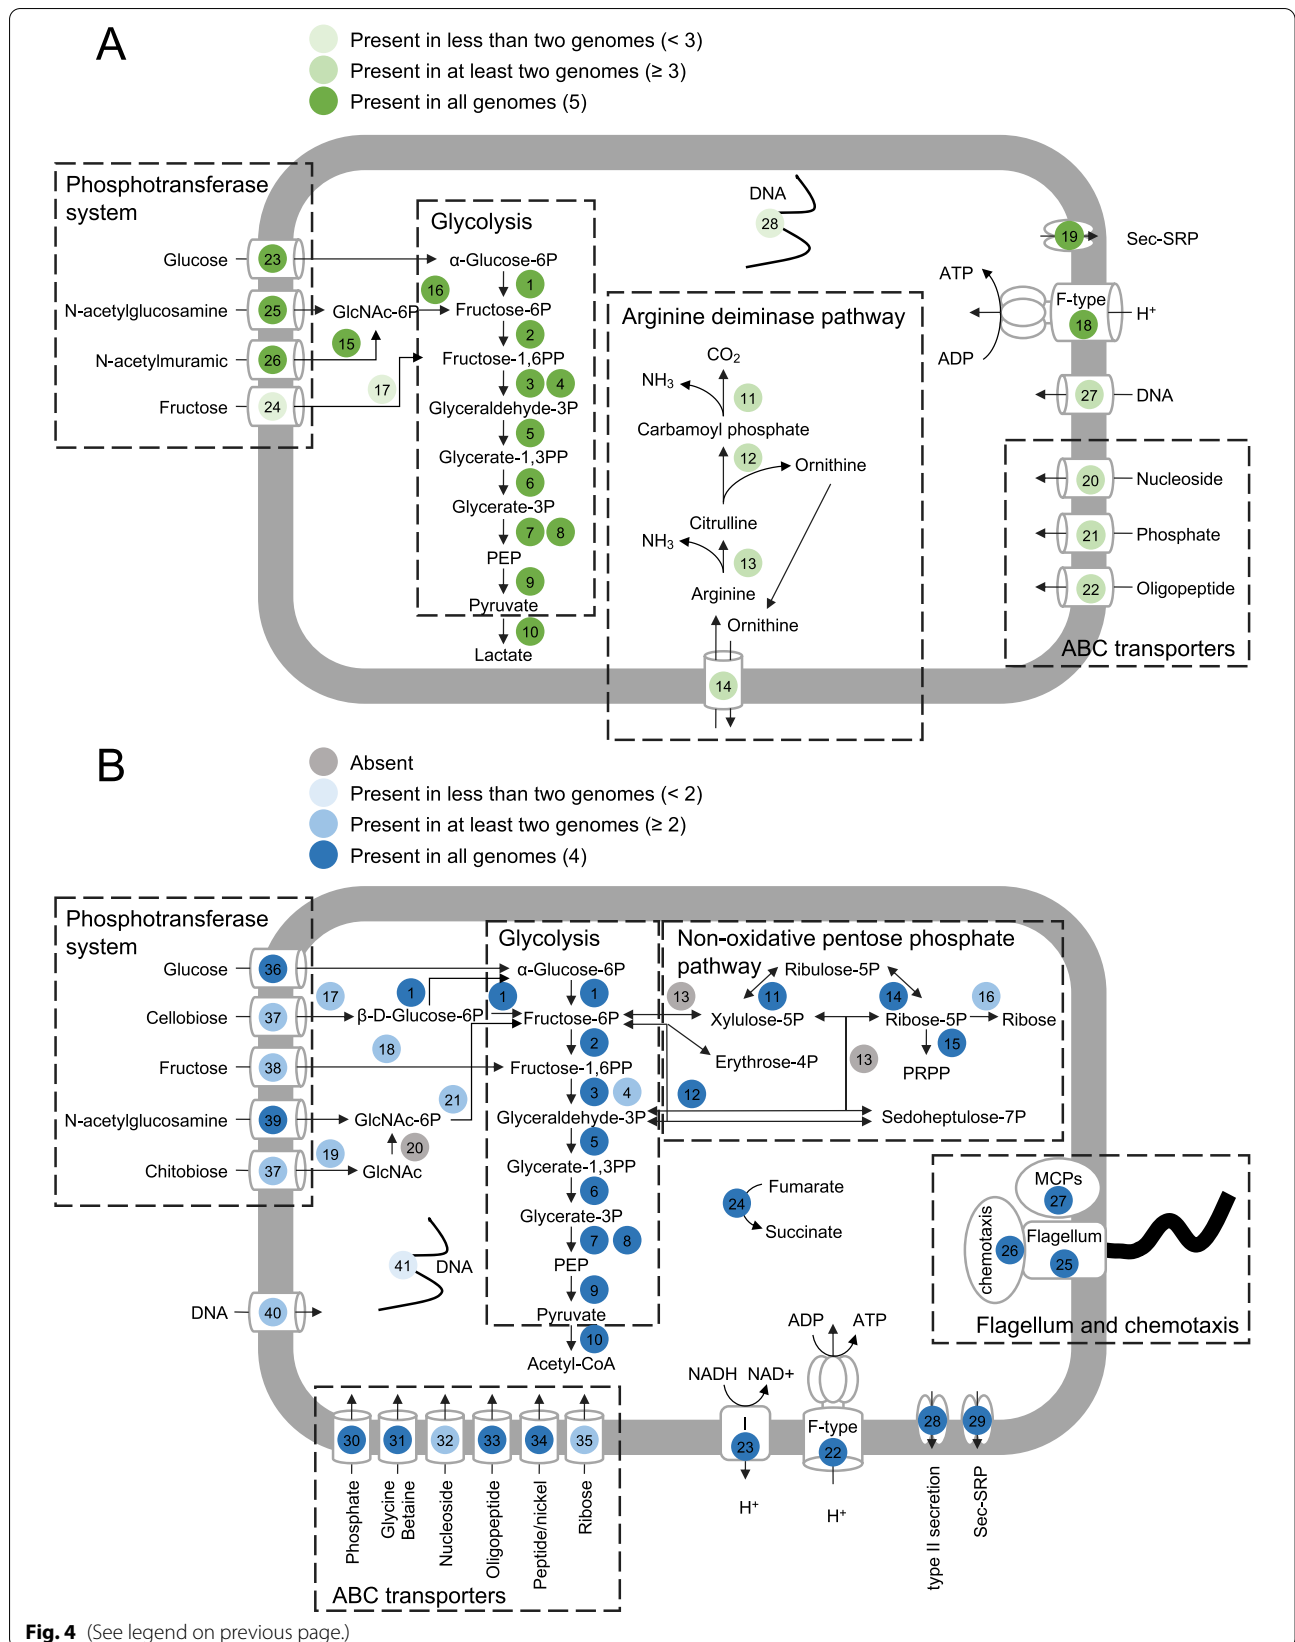 A
Present in less than two genomes (< 3)
Present in at least two genomes (≥ 3)
Present in all genomes (5)
Phosphotransferase
system
Glucose
23
N-acetylglucosamine
25
GlcNAc-6P
16
15
N-acetylmuramic
26
17
Fructose
24
Glycolysis
α-Glucose-6P
1
Fructose-6P
2
Fructose-1,6PP
3
4
Glyceraldehyde-3P
5
Glycerate-1,3PP
6
Glycerate-3P
7
8
PEP
9
Pyruvate
10
Lactate
DNA
28
Arginine deiminase pathway
CO₂
NH₃
11
Carbamoyl phosphate
12
Ornithine
Citrulline
NH₃
13
Arginine
Ornithine
14
19
Sec-SRP
ATP
F-type
18
H⁺
ADP
27
DNA
20
Nucleoside
21
Phosphate
22
Oligopeptide
ABC transporters
B
Absent
Present in less than two genomes (< 2)
Present in at least two genomes (≥ 2)
Present in all genomes (4)
Phosphotransferase
system
Glucose
36
Cellobiose
37
17
1
β-D-Glucose-6P
1
Fructose
38
18
N-acetylglucosamine
39
GlcNAc-6P
21
20
Chitobiose
37
19
GlcNAc
Glycolysis
α-Glucose-6P
1
Fructose-6P
2
Fructose-1,6PP
3
4
Glyceraldehyde-3P
5
Glycerate-1,3PP
6
Glycerate-3P
7
8
PEP
9
Pyruvate
10
Acetyl-CoA
Non-oxidative pentose phosphate
pathway
Ribulose-5P
13
11
14
16
Xylulose-5P
Ribose-5P
Ribose
15
Erythrose-4P
13
PRPP
12
Sedoheptulose-7P
Fumarate
24
Succinate
MCPs
27
chemotaxis
26
Flagellum
25
Flagellum and chemotaxis
41
DNA
DNA
40
30
31
32
33
34
35
Phosphate
Glycine
Betaine
Nucleoside
Oligopeptide
Peptide/nickel
Ribose
ABC transporters
NADH
NAD+
I
23
H⁺
ADP
ATP
F-type
22
H⁺
28
type II secretion
29
Sec-SRP
Fig. 4 (See legend on previous page.)